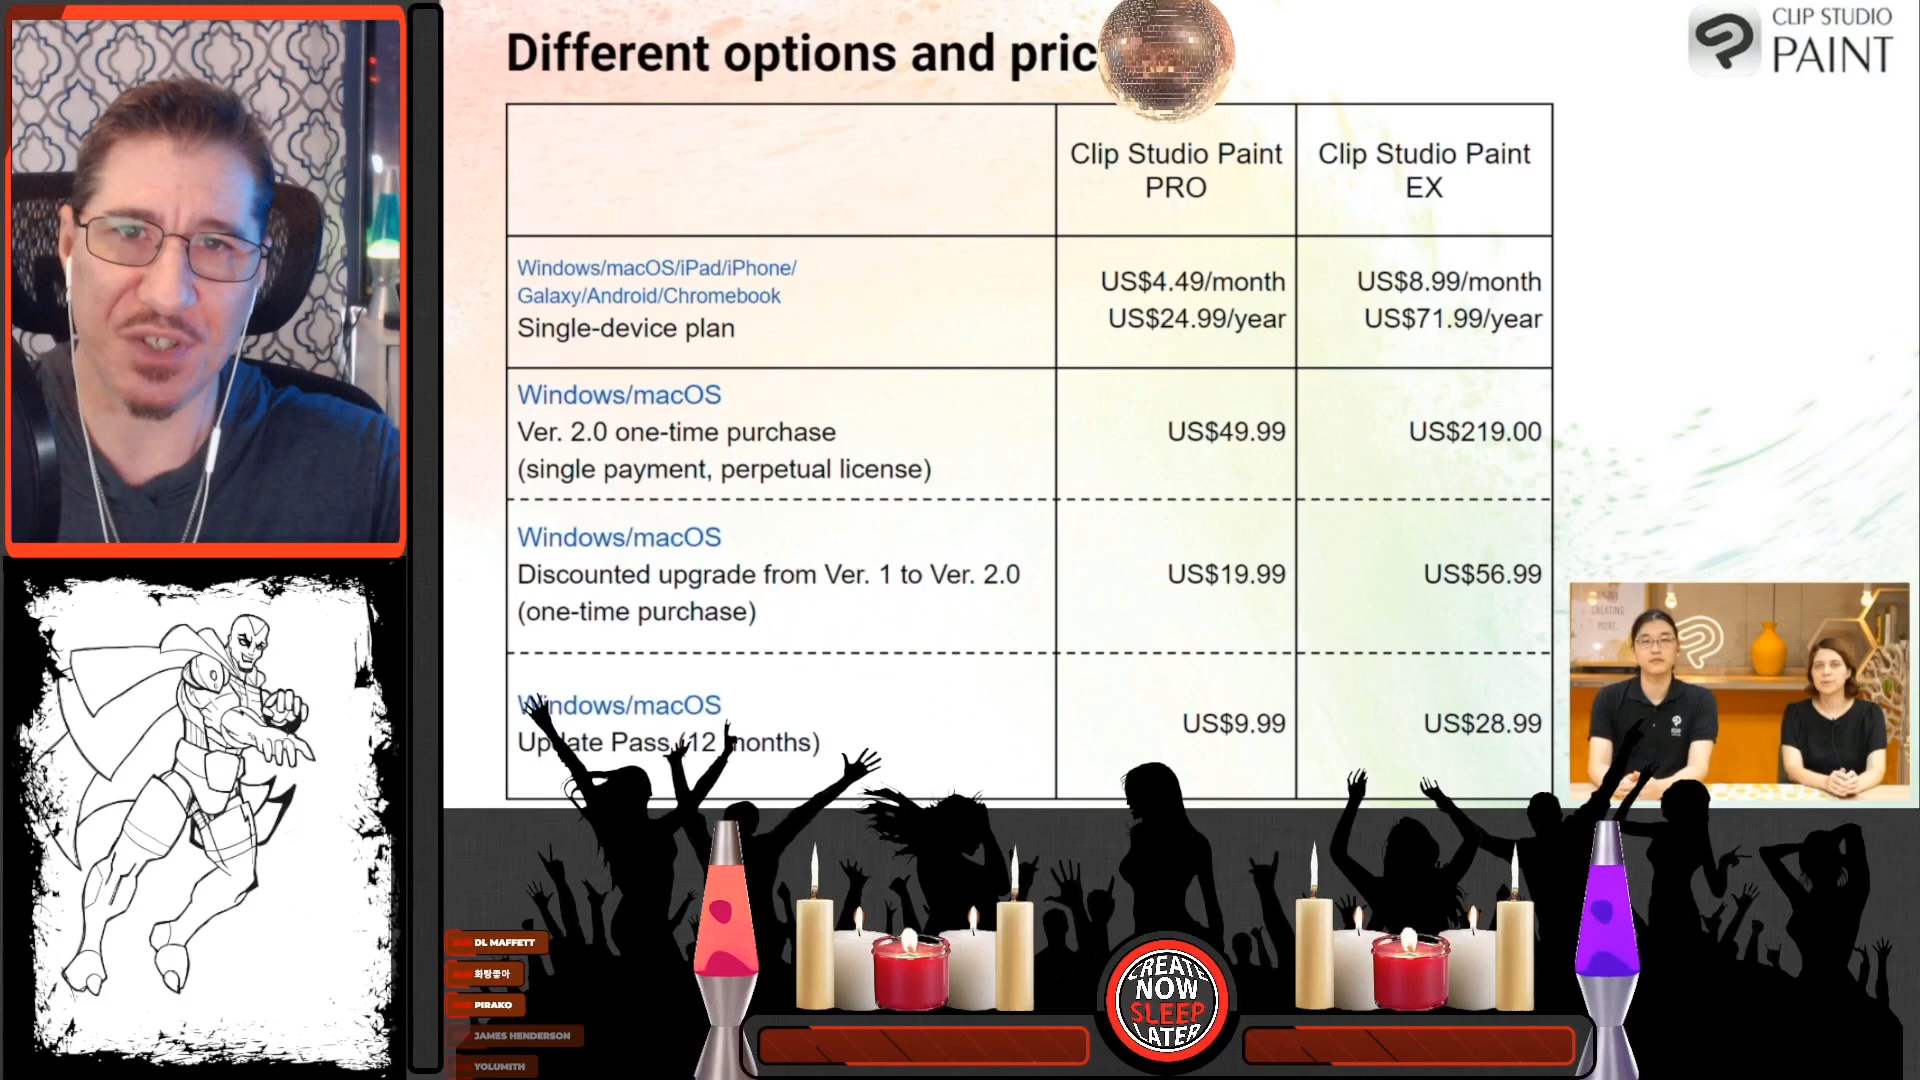 Different options and pric
CLIP STUDIO
PAINT
Clip Studio Paint
PRO
Clip Studio Paint
EX
Windows/macOS/iPad/iPhone/
Galaxy/Android/Chromebook
Single-device plan
US$4.49/month
US$24.99/year
US$8.99/month
US$71.99/year
Windows/macOS
Ver. 2.0 one-time purchase
(single payment, perpetual license)
US$49.99
US$219.00
Windows/macOS
Discounted upgrade from Ver. 1 to Ver. 2.0
(one-time purchase)
US$19.99
US$56.99
Windows/macOS
Update Pass (12 months)
US$9.99
US$28.99
CREATING
MORE.
DL MAFFETT
화랑좋아
PIRAKO
JAMES HENDERSON
YOLUMITH
CREATE
NOW
SLEEP
LATER